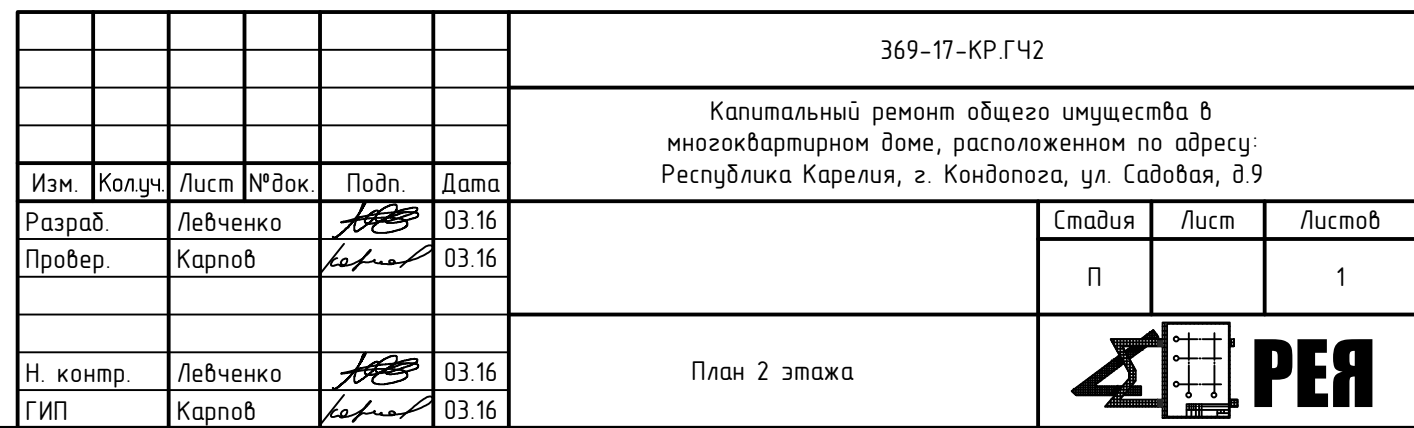 369-17-КР.ГЧ2
Капитальный ремонт общего имущества в
многоквартирном доме, расположенном по адресу:
Республика Карелия, г. Кондопога, ул. Садовая, д.9
Изм. Кол.уч. Лист №док. Подп. Дата
Разраб. Левченко 03.16
Провер. Карпов 03.16
Н. контр. Левченко 03.16
ГИП Карпов 03.16
Стадия Лист Листов
П 1
План 2 этажа
РЕЯ